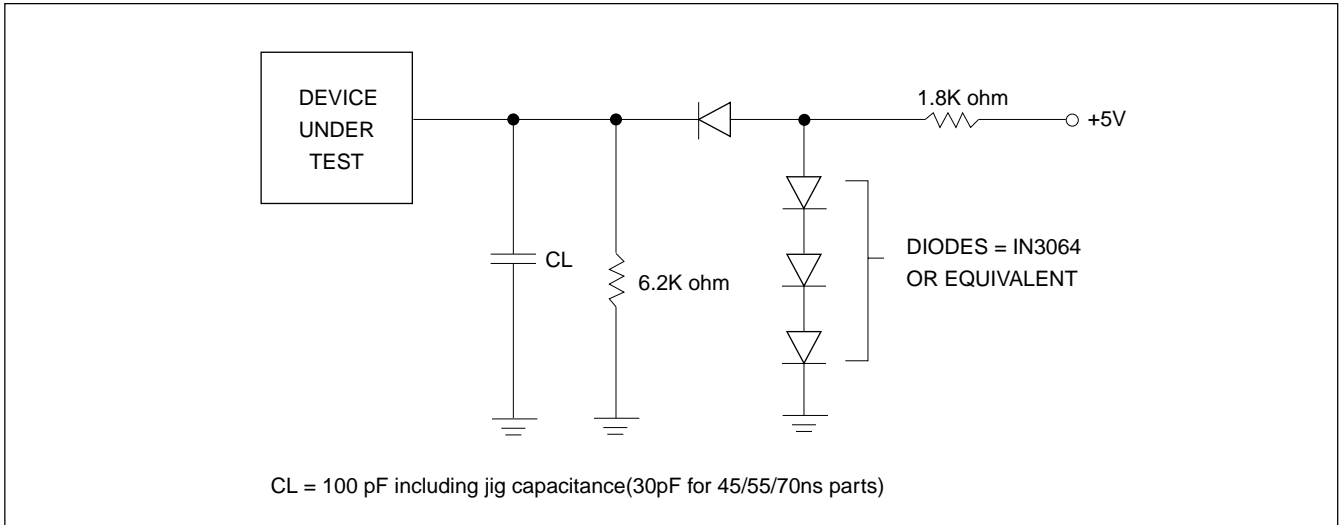 DEVICE
UNDER
TEST
1.8K ohm
+5V
CL
6.2K ohm
DIODES = IN3064
OR EQUIVALENT
CL = 100 pF including jig capacitance(30pF for 45/55/70ns parts)